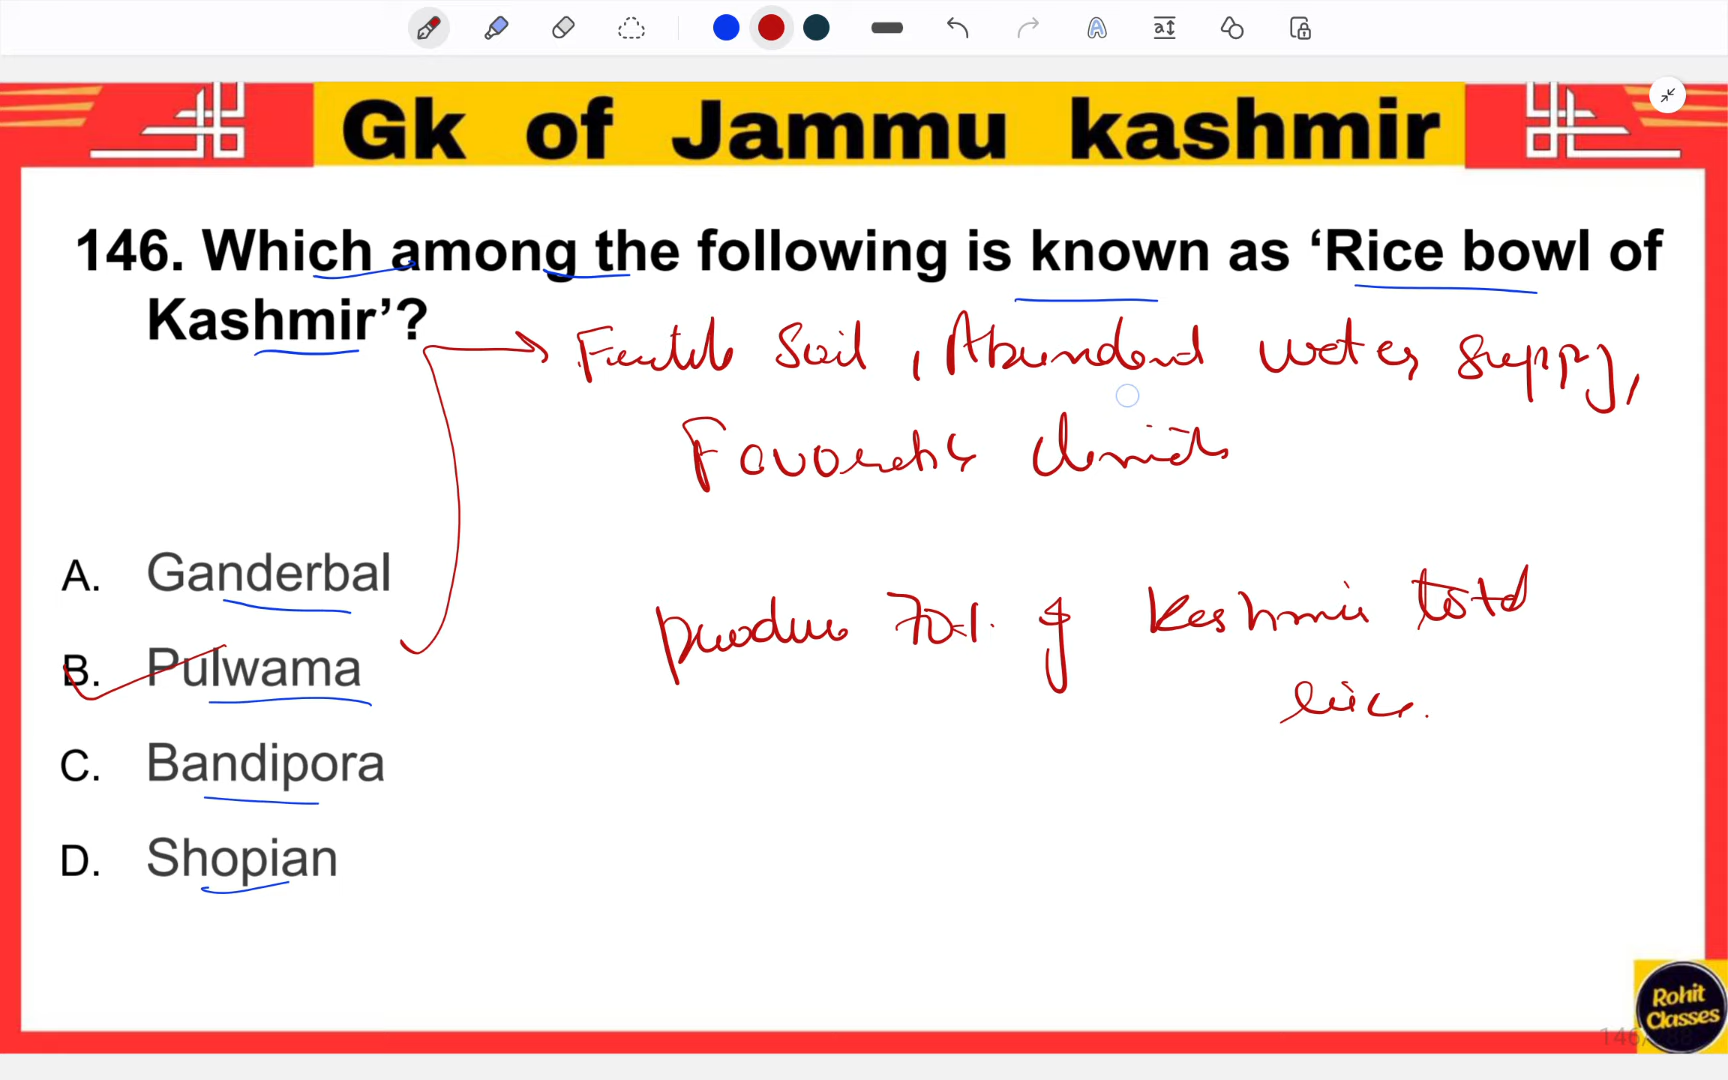 Gk of Jammu kashmir
146. Which among the following is known as ‘Rice bowl of
Kashmir’?
Fertile Soil, Abundand water supply,
Favourable climate
A. Ganderbal
produce 70% of Kashmir total
rice.
B. Pulwama
C. Bandipora
D. Shopian
Rohit
Classes